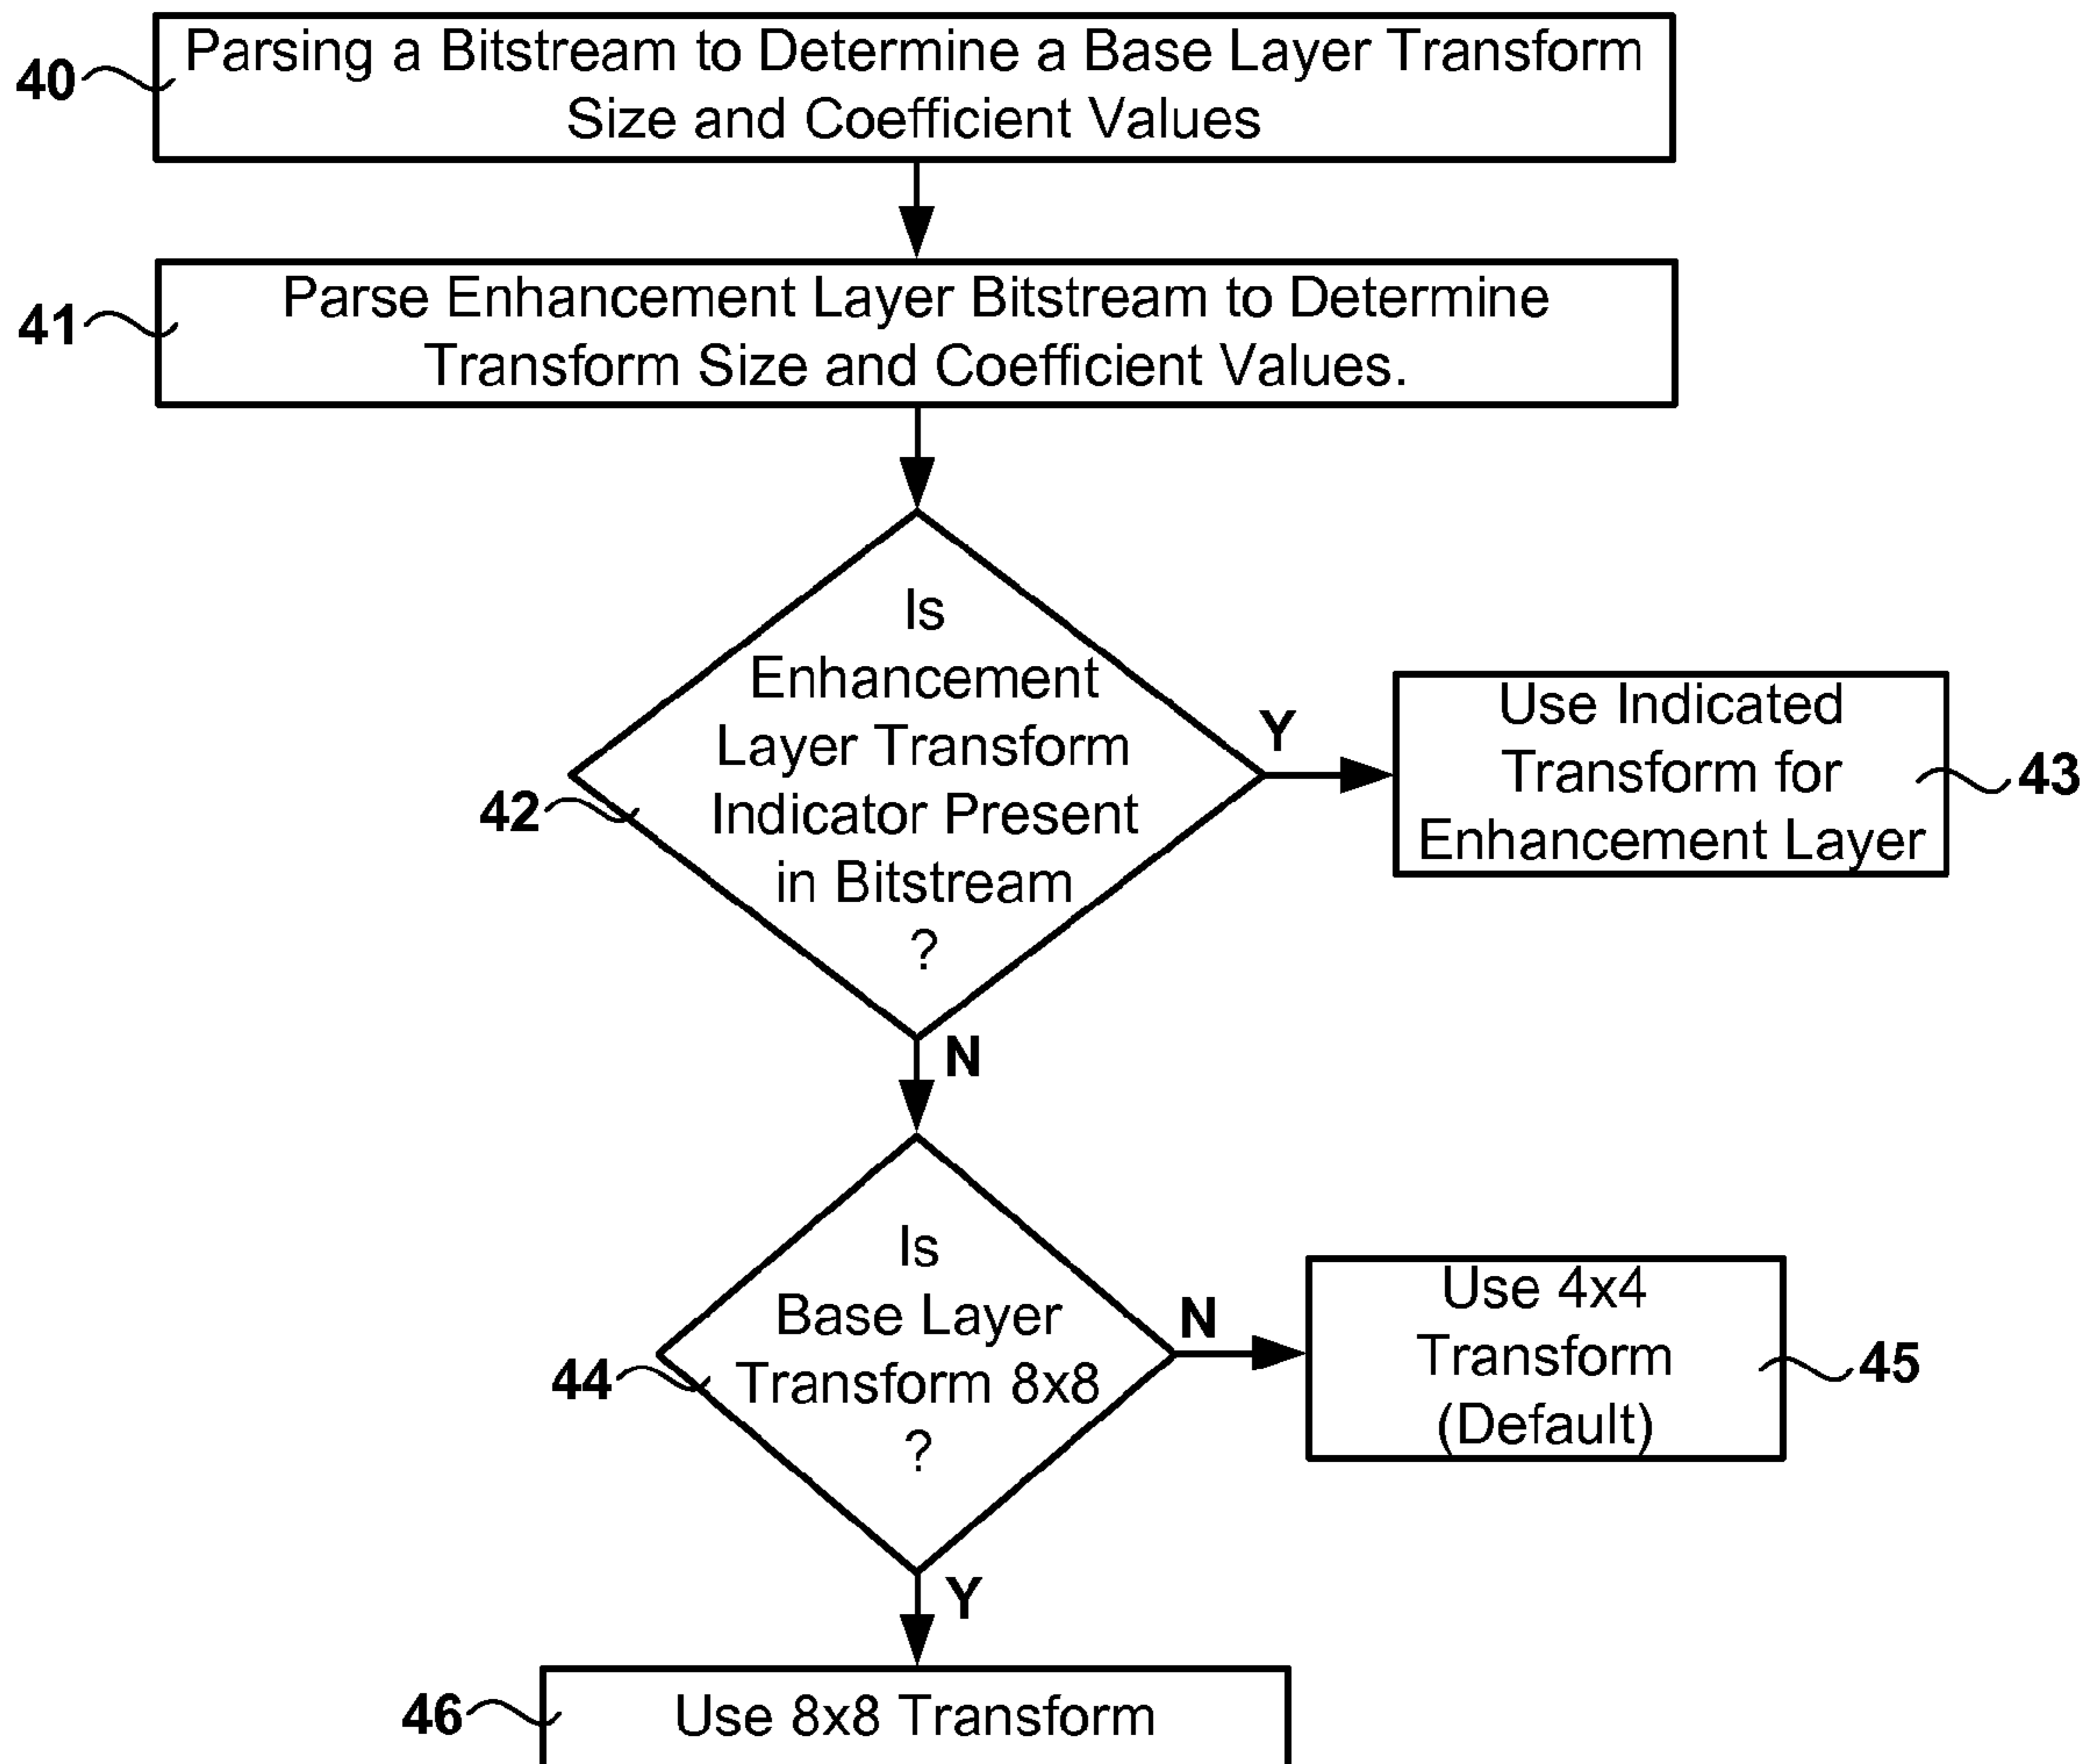 40
Parsing a Bitstream to Determine a Base Layer Transform
Size and Coefficient Values
41
Parse Enhancement Layer Bitstream to Determine
Transform Size and Coefficient Values.
42
Is
Enhancement
Layer Transform
Indicator Present
in Bitstream
?
Y
Use Indicated
Transform for
Enhancement Layer
43
N
44
Is
Base Layer
Transform 8x8
?
N
Use 4x4
Transform
(Default)
45
Y
46
Use 8x8 Transform